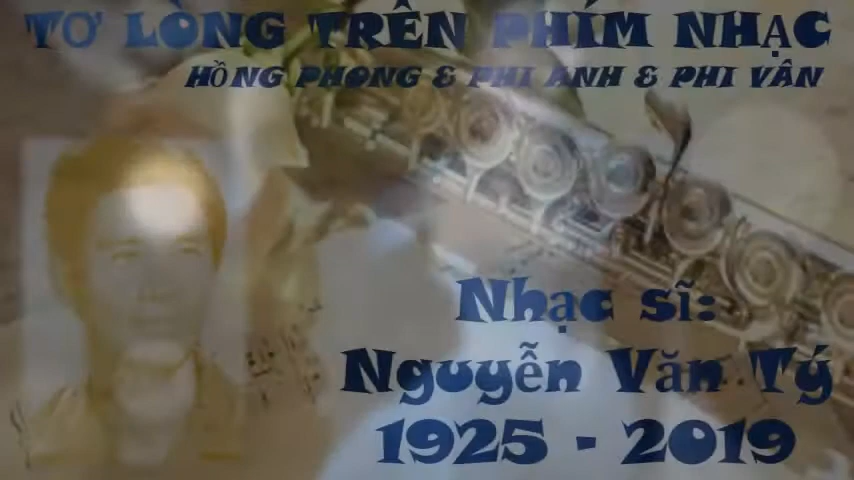 TƠ LÒNG TRÊN PHÍM NHẠC
HỒNG PHONG & PHI ANH & PHI VÂN
Nhạc sĩ:
Nguyễn Văn Tý
1925 - 2019